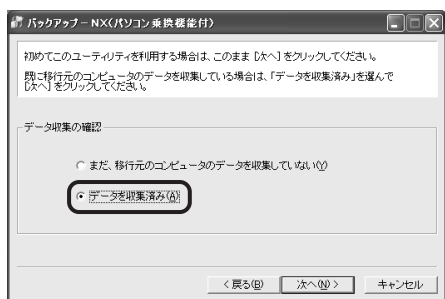 バックアップ-NX(パソコン乗換機能付)
初めてこのユーティリティを利用する場合は、このまま [次へ] をクリックしてください。
既に移行元のコンピュータのデータを収集している場合は、「データを収集済み」を選んで
[次へ] をクリックしてください。
データ収集の確認
まだ、移行元のコンピュータのデータを収集していない(Y)
データを収集済み(A)
< 戻る(B)
次へ(N) >
キャンセル